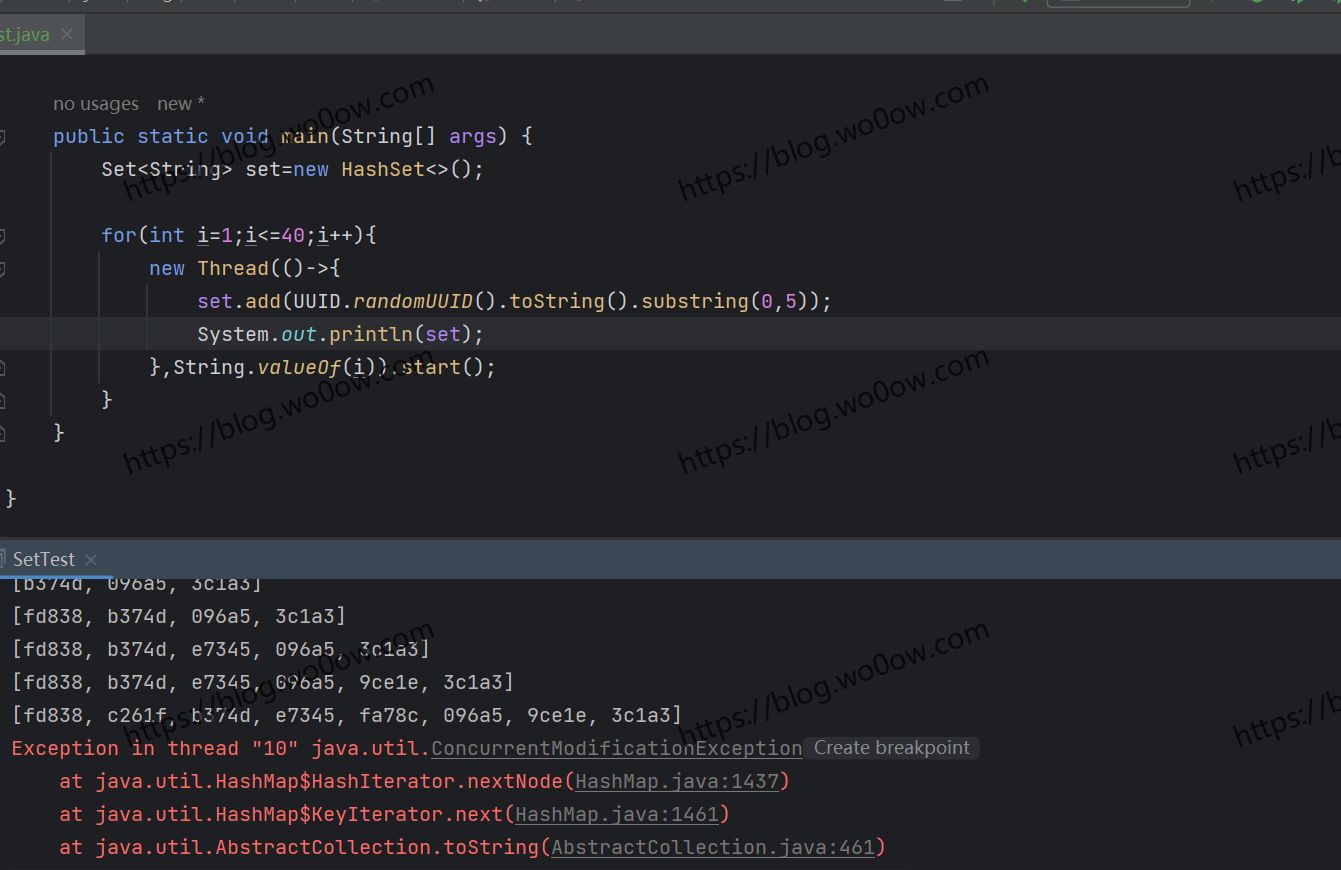 st.java
no usages new *
public static void main(String[] args) {
Set<String> set=new HashSet<>();
for(int i=1;i<=40;i++){
new Thread(()->{
set.add(UUID.randomUUID().toString().substring(0,5));
System.out.println(set);
},String.valueOf(i)).start();
}
}
}
SetTest
[b374d, 096a5, 3c1a3]
[fd838, b374d, 096a5, 3c1a3]
[fd838, b374d, e7345, 096a5, 3c1a3]
[fd838, b374d, e7345, 096a5, 9ce1e, 3c1a3]
[fd838, c261f, b374d, e7345, fa78c, 096a5, 9ce1e, 3c1a3]
Exception in thread "10" java.util.ConcurrentModificationException Create breakpoint
at java.util.HashMap$HashIterator.nextNode(HashMap.java:1437)
at java.util.HashMap$KeyIterator.next(HashMap.java:1461)
at java.util.AbstractCollection.toString(AbstractCollection.java:461)
https://blog.wo0ow.com
https://blog.wo0ow.com
https://b
https://blog.wo0ow.com
https://blog.wo0ow.com
https://b
https://blog.wo0ow.com
https://blog.wo0ow.com
https://b